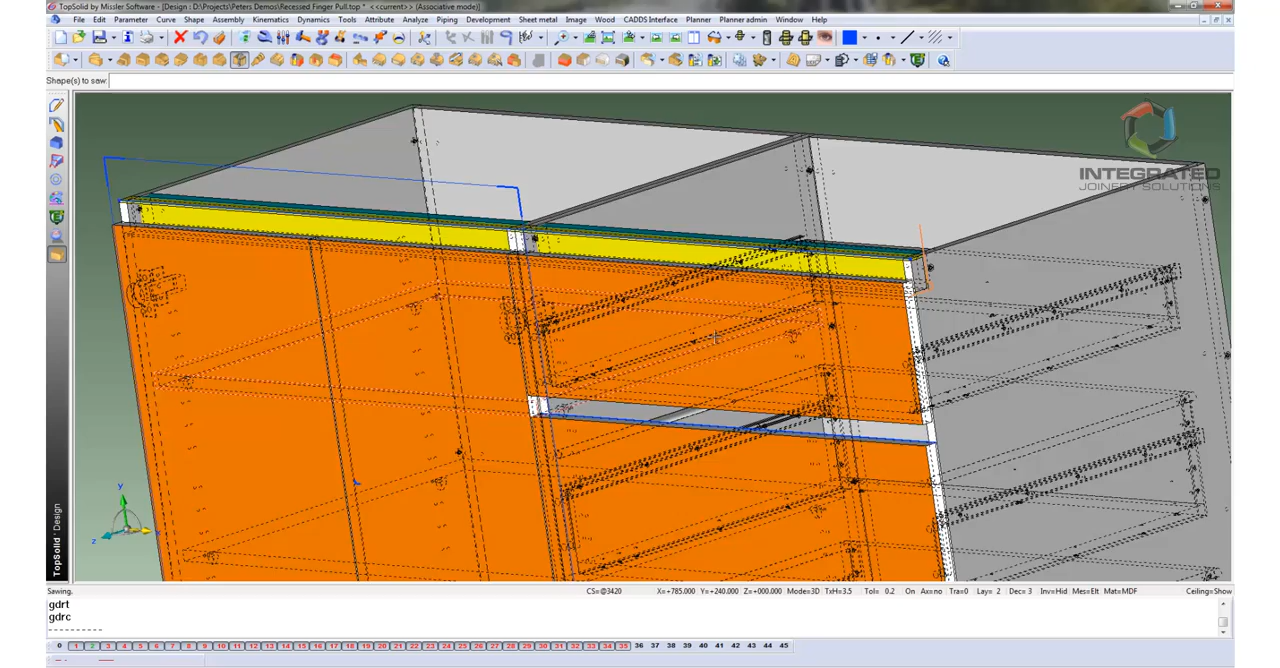 TopSolid by Missler Software - [Design : D:\Projects\Peters Demos\Recessed Finger Pull.top * <<current>> (Associative mode)]
File Edit Parameter Curve Shape Assembly Kinematics Dynamics Tools Attribute Analyze Piping Development Sheet metal Image Wood CADDS Interface Planner Planner admin Window Help
Shape(s) to saw:
INTEGRATED
JOINERY SOLUTIONS
y
z
x
TopSolid 'Design
Sawing. CS=@3420 X=+785.000 Y=+240.000 Z=+000.000 Mode=3D TxH=3.5 Tol= 0.2 On Ax=no Tra=0 Lay= 2 Dec= 3 Inv=Hid Mes=Elt Mat=MDF Ceiling=Show
gdrt
gdrc
----------
0 1 2 3 4 5 6 7 8 9 10 11 12 13 14 15 16 17 18 19 20 21 22 23 24 25 26 27 28 29 30 31 32 33 34 35 36 37 38 39 40 41 42 43 44 45